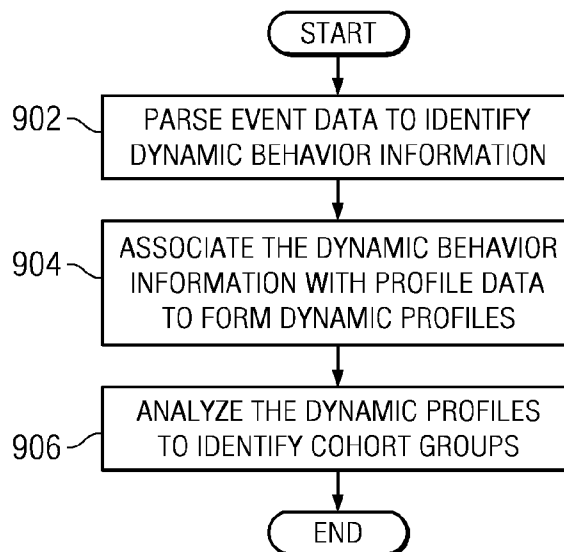 START
902
PARSE EVENT DATA TO IDENTIFY
DYNAMIC BEHAVIOR INFORMATION
904
ASSOCIATE THE DYNAMIC BEHAVIOR
INFORMATION WITH PROFILE DATA
TO FORM DYNAMIC PROFILES
906
ANALYZE THE DYNAMIC PROFILES
TO IDENTIFY COHORT GROUPS
END